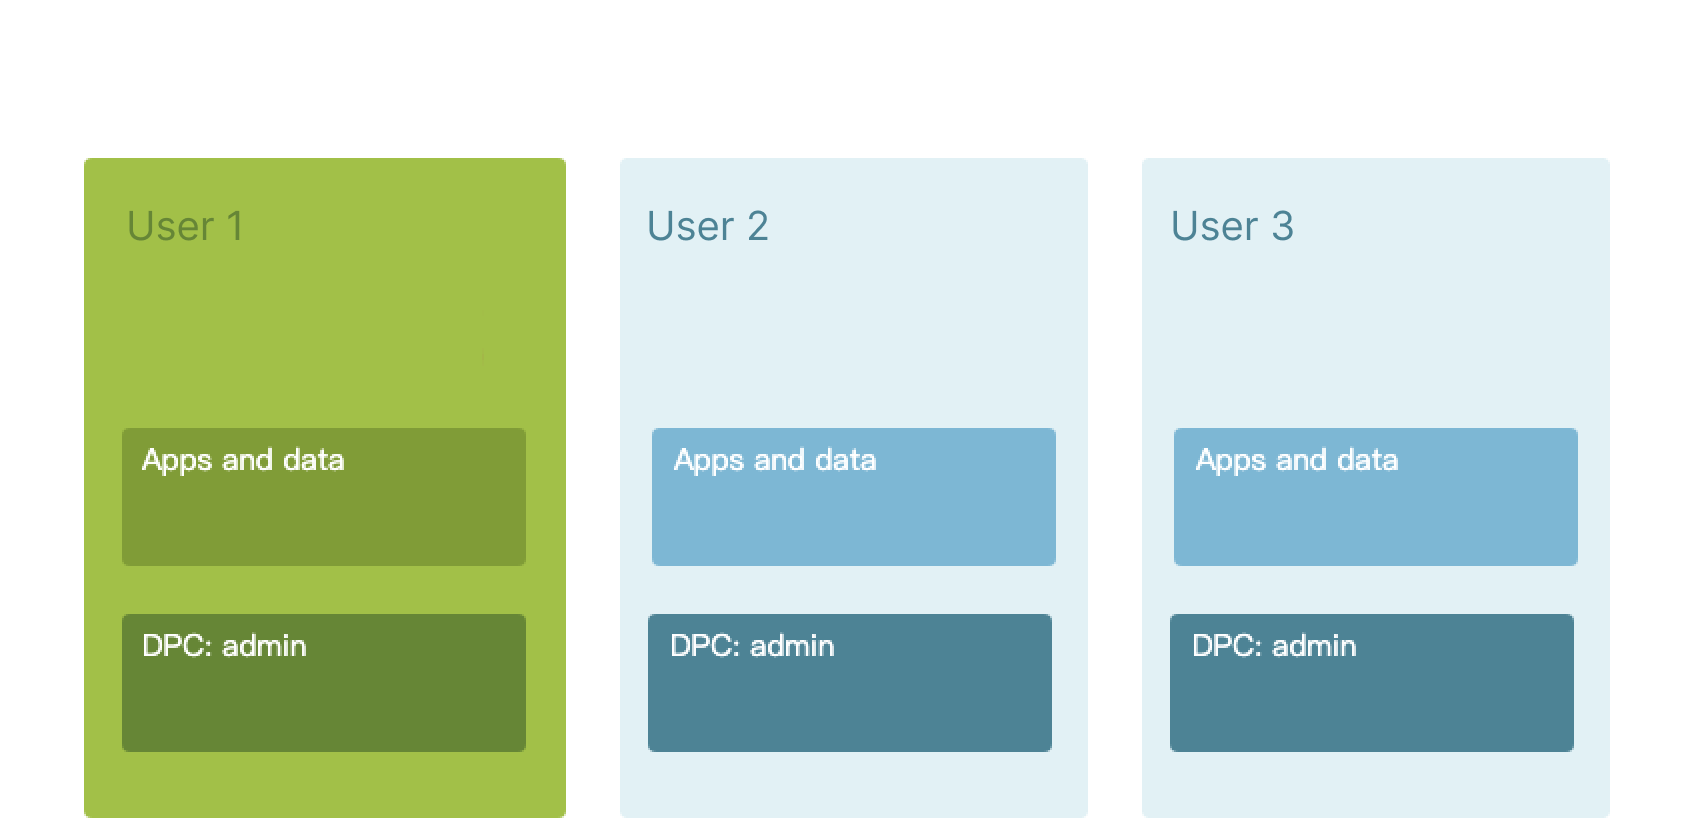 User 1
Apps and data
DPC: admin
User 2
Apps and data
DPC: admin
User 3
Apps and data
DPC: admin